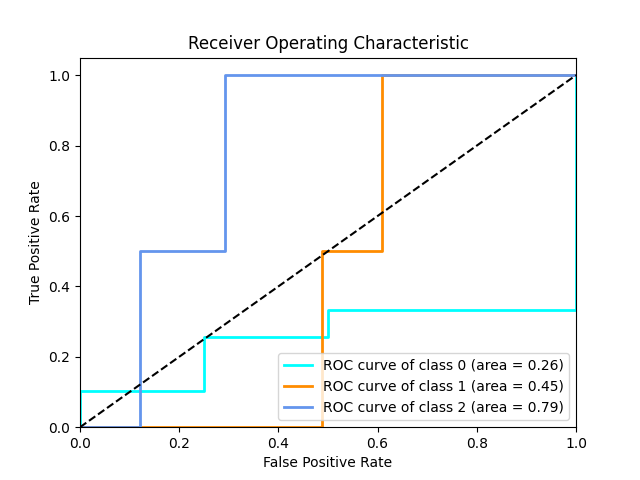 Receiver Operating Characteristic
1.0
0.8
0.6
0.4
0.2
0.0
True Positive Rate
ROC curve of class 0 (area = 0.26)
ROC curve of class 1 (area = 0.45)
ROC curve of class 2 (area = 0.79)
0.0 0.2 0.4 0.6 0.8 1.0
False Positive Rate